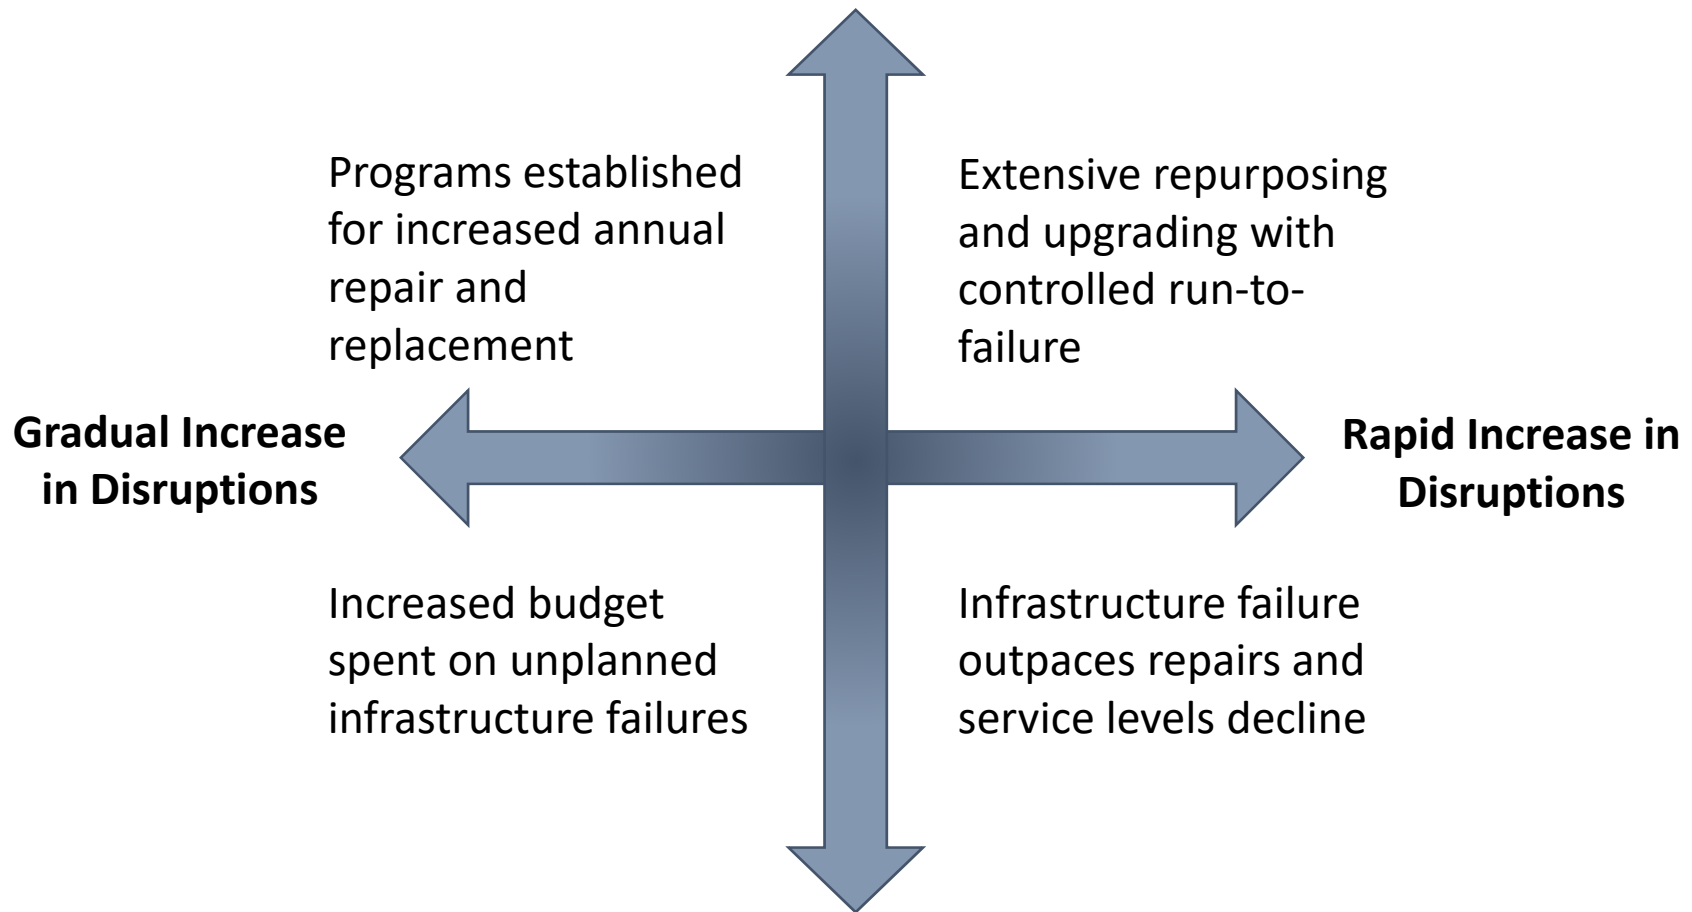 Programs established
for increased annual
repair and
replacement
Extensive repurposing
and upgrading with
controlled run-to-
failure
Gradual Increase
in Disruptions
Rapid Increase in
Disruptions
Increased budget
spent on unplanned
infrastructure failures
Infrastructure failure
outpaces repairs and
service levels decline